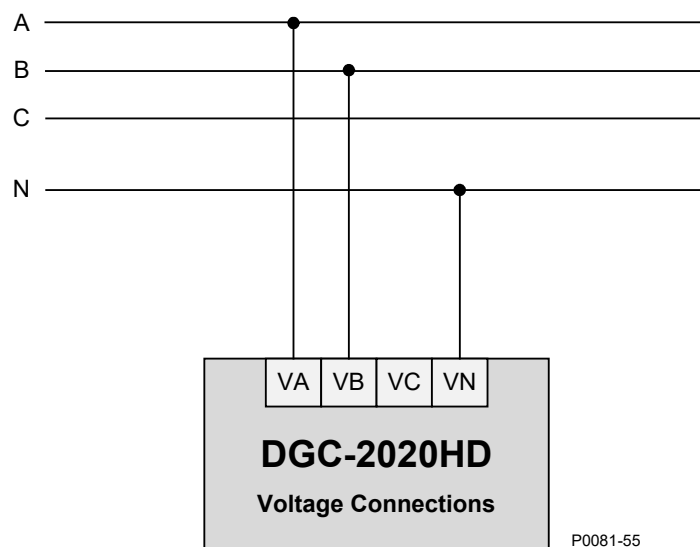 A
B
C
N
VA VB VC VN
DGC-2020HD
Voltage Connections
P0081-55